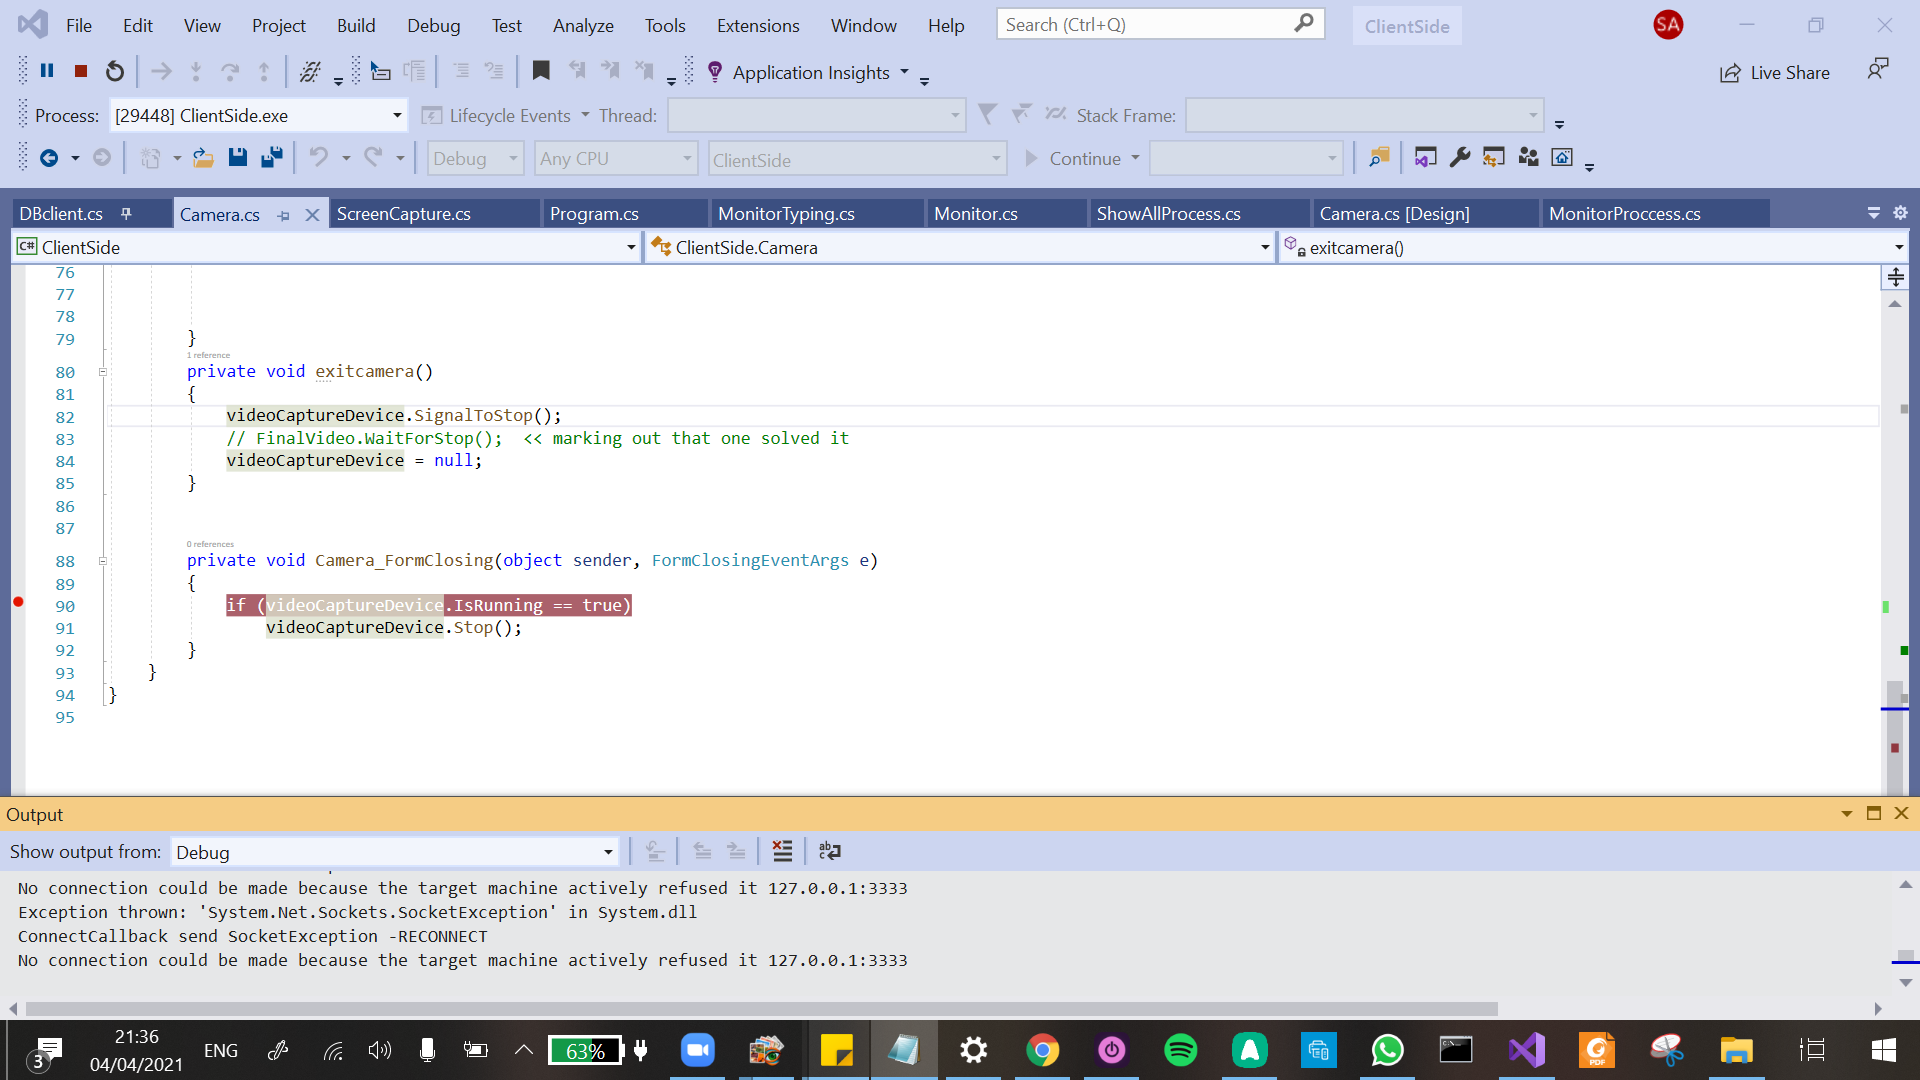 File Edit View Project Build Debug Test Analyze Tools Extensions Window Help Search (Ctrl+Q) ClientSide SA
Application Insights Live Share
Process: [29448] ClientSide.exe Lifecycle Events Thread: Stack Frame:
Debug Any CPU ClientSide Continue
DBclient.cs Camera.cs ScreenCapture.cs Program.cs MonitorTyping.cs Monitor.cs ShowAllProcess.cs Camera.cs [Design] MonitorProccess.cs
C# ClientSide ClientSide.Camera exitcamera()
76
77
78
79 }
1 reference
80 private void exitcamera()
81 {
82 videoCaptureDevice.SignalToStop();
83 // FinalVideo.WaitForStop();  << marking out that one solved it
84 videoCaptureDevice = null;
85 }
86
87
0 references
88 private void Camera_FormClosing(object sender, FormClosingEventArgs e)
89 {
90 if (videoCaptureDevice.IsRunning == true)
91 videoCaptureDevice.Stop();
92 }
93 }
94 }
95
Output
Show output from: Debug
No connection could be made because the target machine actively refused it 127.0.0.1:3333
Exception thrown: 'System.Net.Sockets.SocketException' in System.dll
ConnectCallback send SocketException -RECONNECT
No connection could be made because the target machine actively refused it 127.0.0.1:3333
3 21:36 ENG 63%
04/04/2021
PDF